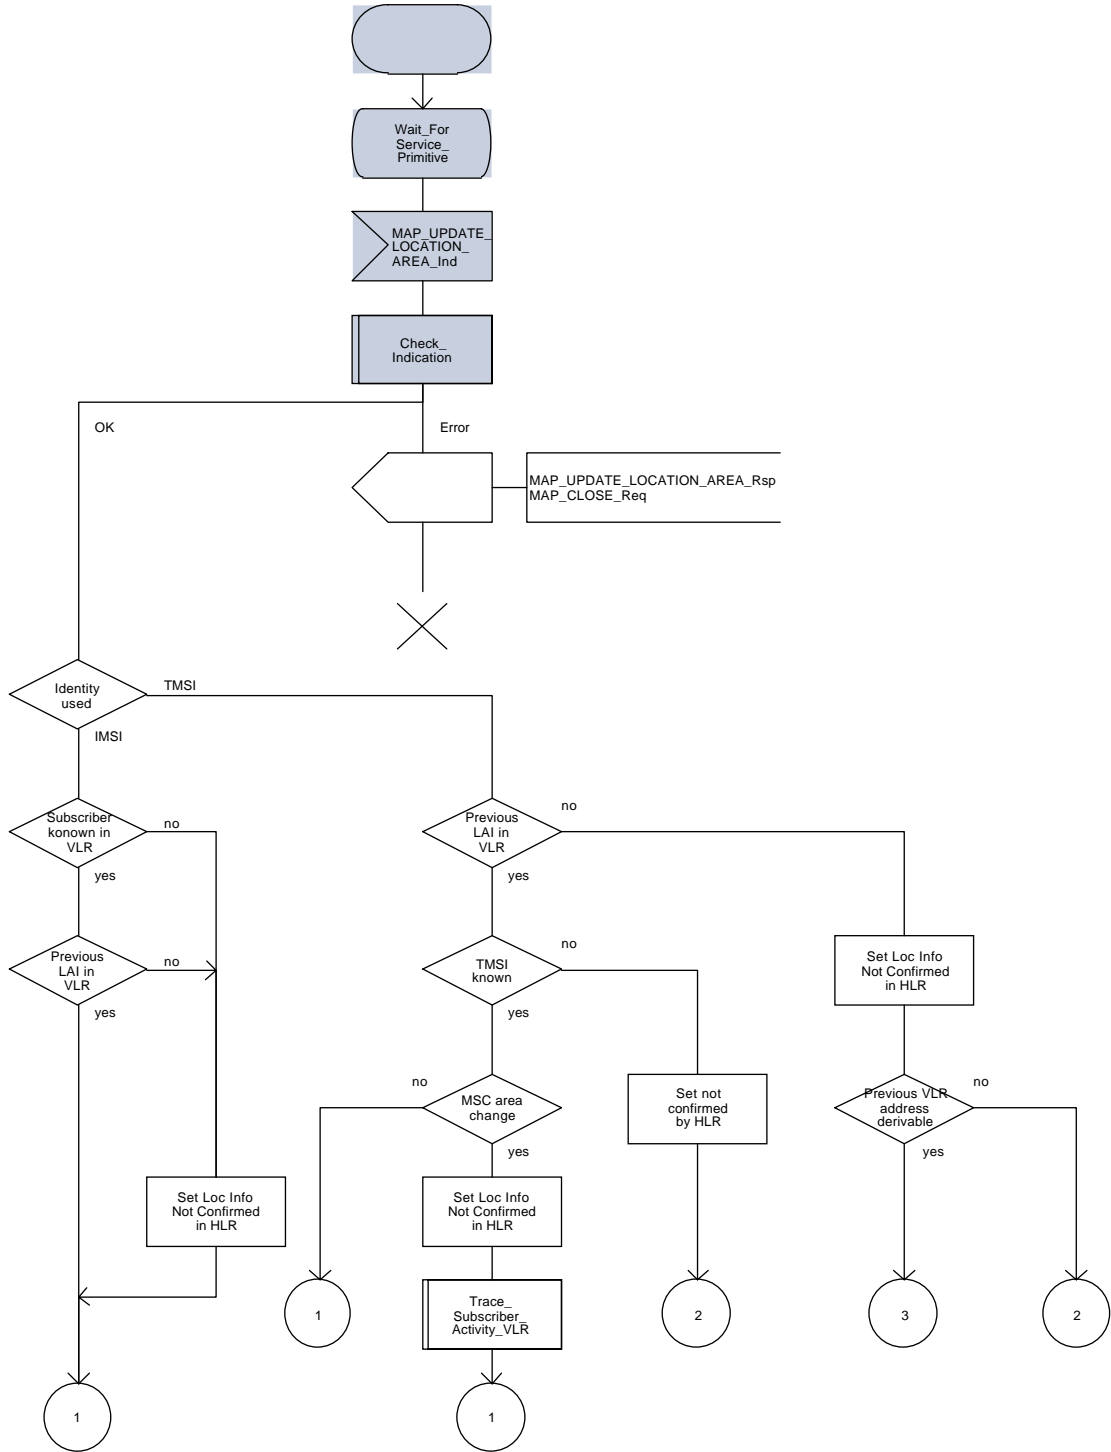 Wait_For
Service_
Primitive
MAP_UPDATE_
LOCATION_
AREA_Ind
Check_
Indication
OK
Error
MAP_UPDATE_LOCATION_AREA_Rsp
MAP_CLOSE_Req
Identity
used
TMSI
IMSI
Subscriber
konown in
VLR
no
yes
Previous
LAI in
VLR
no
yes
Previous
LAI in
VLR
no
yes
TMSI
known
no
yes
Set Loc Info
Not Confirmed
in HLR
no
MSC area
change
yes
Set not
confirmed
by HLR
Previous VLR
address
derivable
no
yes
Set Loc Info
Not Confirmed
in HLR
Set Loc Info
Not Confirmed
in HLR
1
Trace_
Subscriber_
Activity_VLR
2
3
2
1
1